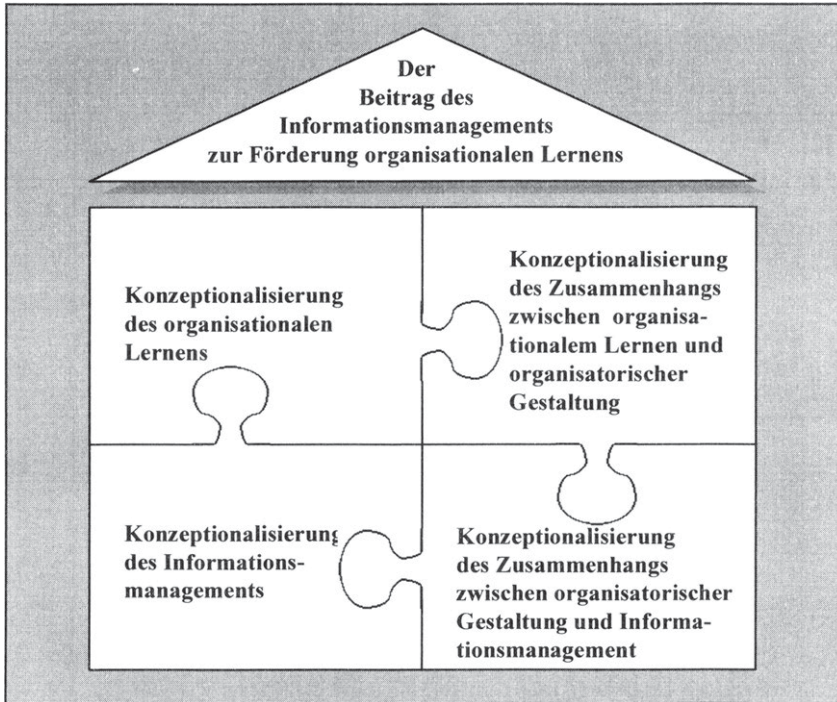 Der
Beitrag des
Informationsmanagements
zur Förderung organisationalen Lernens
Konzeptionalisierung
des organisationalen
Lernens
Konzeptionalisierung
des Zusammenhangs
zwischen organisa-
tionalem Lernen und
organisatorischer
Gestaltung
Konzeptionalisierung
des Informations-
managements
Konzeptionalisierung
des Zusammenhangs
zwischen organisatorischer
Gestaltung und Informa-
tionsmanagement